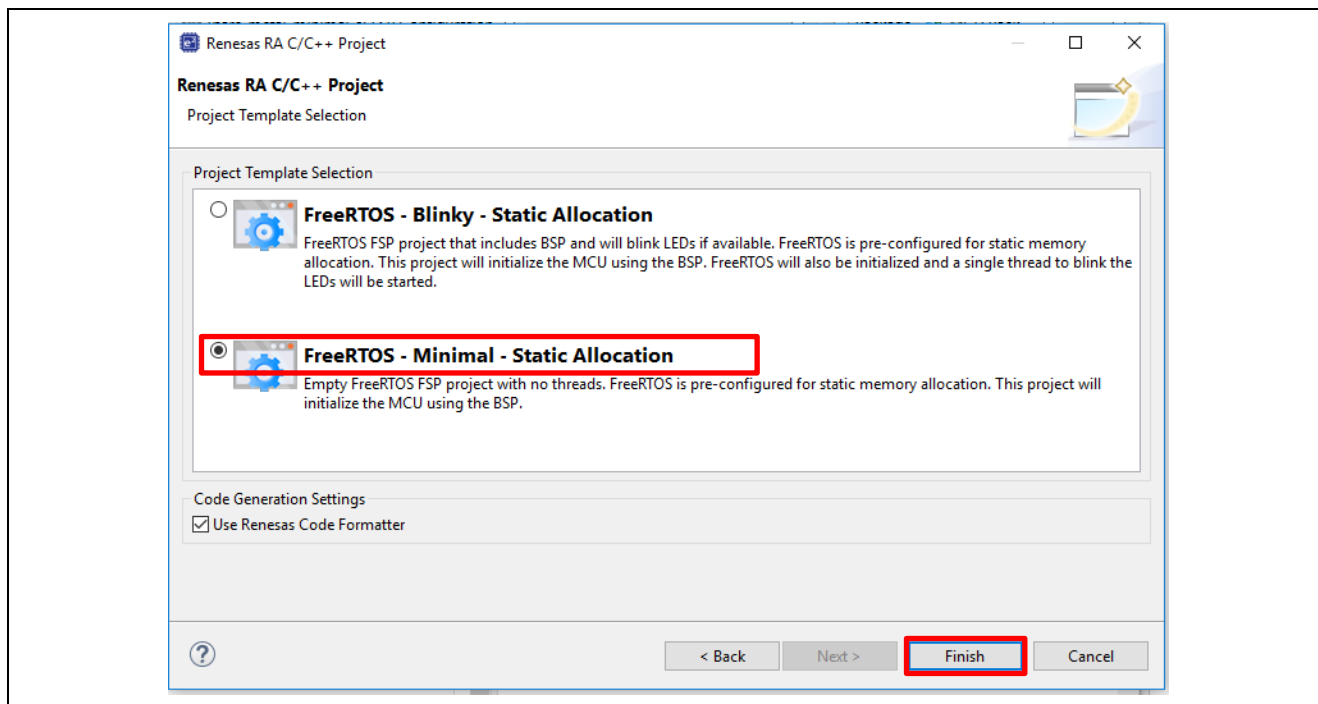 Renesas RA C/C++ Project
Renesas RA C/C++ Project
Project Template Selection
Project Template Selection
FreeRTOS - Blinky - Static Allocation
FreeRTOS FSP project that includes BSP and will blink LEDs if available. FreeRTOS is pre-configured for static memory
allocation. This project will initialize the MCU using the BSP. FreeRTOS will also be initialized and a single thread to blink the
LEDs will be started.
FreeRTOS - Minimal - Static Allocation
Empty FreeRTOS FSP project with no threads. FreeRTOS is pre-configured for static memory allocation. This project will
initialize the MCU using the BSP.
Code Generation Settings
Use Renesas Code Formatter
? < Back Next > Finish Cancel